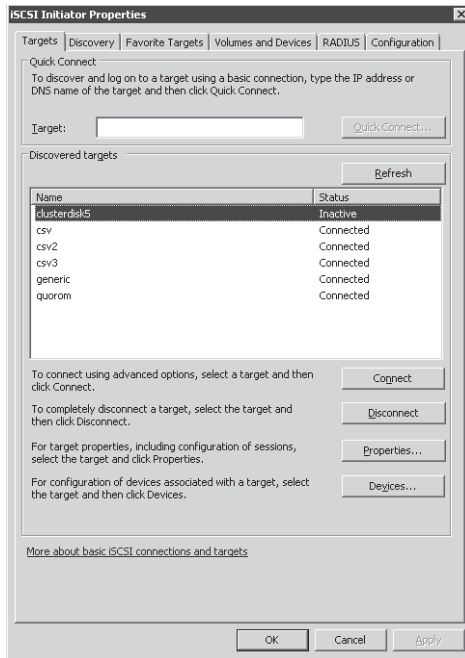 iSCSI Initiator Properties
Targets Discovery Favorite Targets Volumes and Devices RADIUS Configuration
Quick Connect
To discover and log on to a target using a basic connection, type the IP address or
DNS name of the target and then click Quick Connect.
Target:
Quick Connect...
Discovered targets
Refresh
Name Status
clusterdisk5 Inactive
csv Connected
csv2 Connected
csv3 Connected
generic Connected
quorom Connected
To connect using advanced options, select a target and then
click Connect.
Connect
To completely disconnect a target, select the target and
then click Disconnect.
Disconnect
For target properties, including configuration of sessions,
select the target and click Properties.
Properties...
For configuration of devices associated with a target, select
the target and then click Devices.
Devices...
More about basic iSCSI connections and targets
OK Cancel Apply